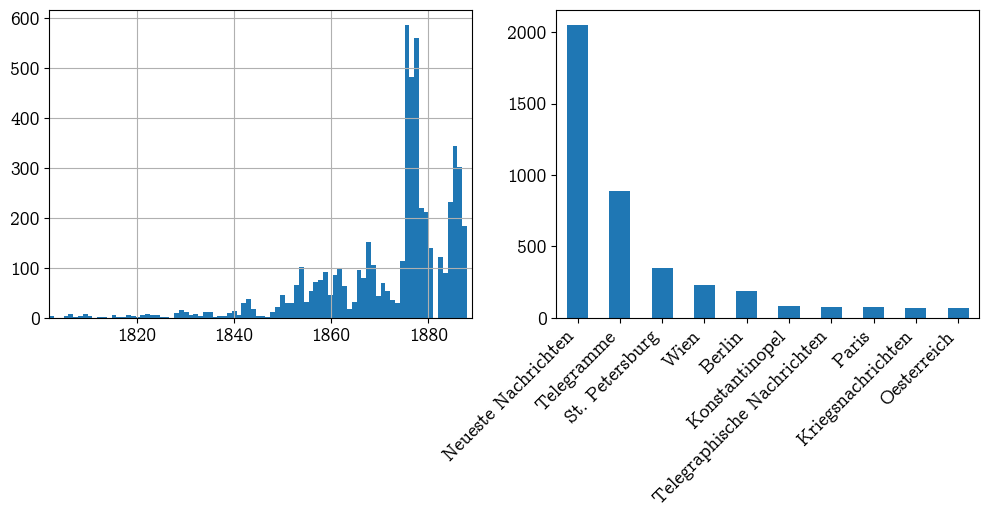 600
500
400
300
200
100
0
1820 1840 1860 1880
2000
1500
1000
500
0
Neueste Nachrichten
Telegramme
St. Petersburg
Wien
Berlin
Konstantinopel
Telegraphische Nachrichten
Paris
Kriegsnachrichten
Oesterreich